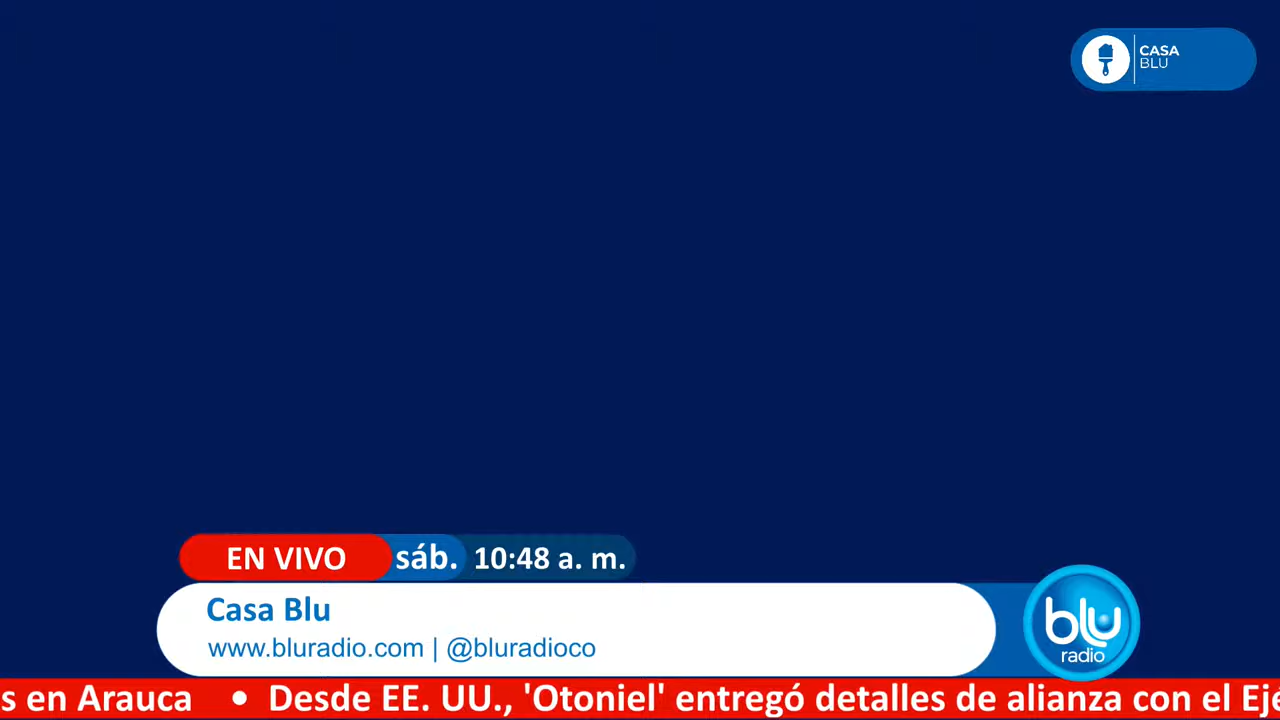 CASA
BLU
EN VIVO sáb. 10:48 a. m.
Casa Blu
www.bluradio.com | @bluradioco
blu
radio
s en Arauca • Desde EE. UU., 'Otoniel' entregó detalles de alianza con el Eje